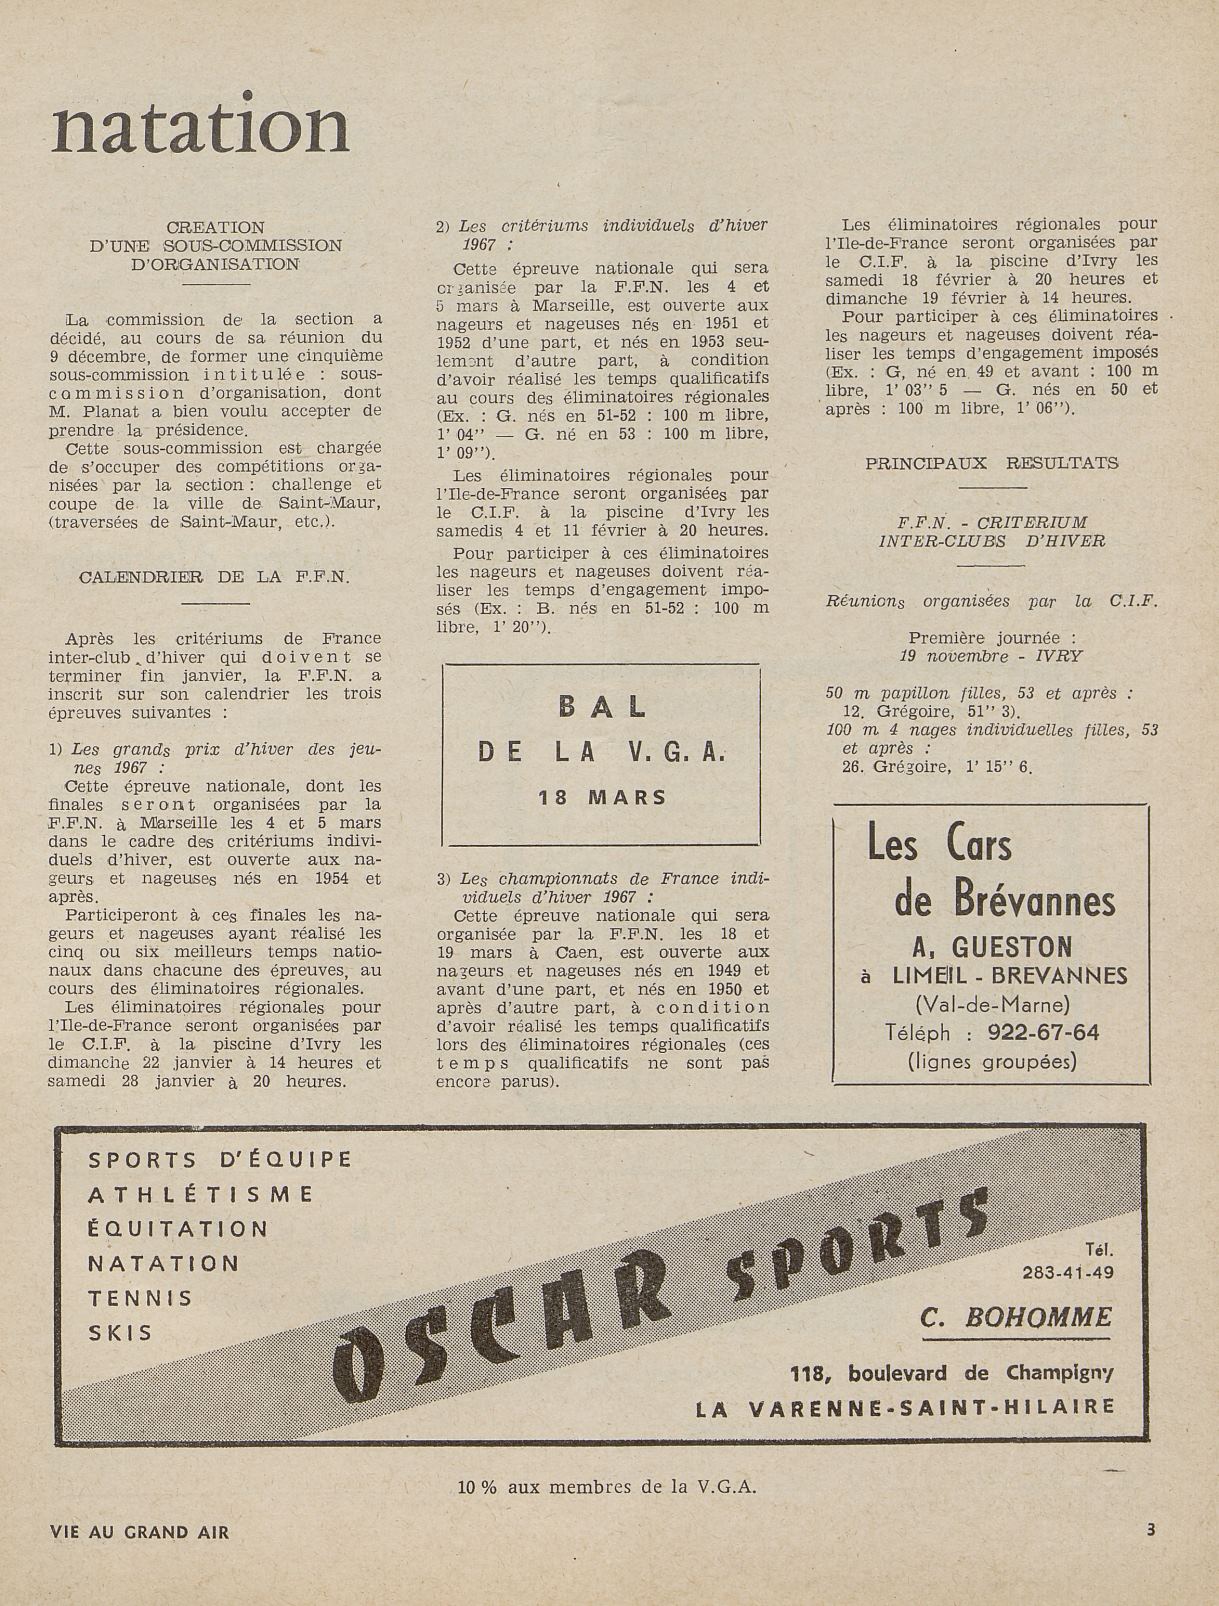 natation
CREATION
D'UNE SOUS-COMMISSION
D'ORGANISATION
La commission de la section a
décidé, au cours de sa réunion du
9 décembre, de former une cinquième
sous-commission intitulée : sous-
commission d'organisation, dont
M. Planat a bien voulu accepter de
prendre la présidence.
Cette sous-commission est chargée
de s'occuper des compétitions orga-
nisées par la section : challenge et
coupe de la ville de Saint-Maur,
(traversées de Saint-Maur, etc.).
CALENDRIER DE LA F.F.N.
Après les critériums de France
inter-club d'hiver qui doivent se
terminer fin janvier, la F.F.N. a
inscrit sur son calendrier les trois
épreuves suivantes :
1) Les grands prix d'hiver des jeu-
nes 1967 :
Cette épreuve nationale, dont les
finales seront organisées par la
F.F.N. à Marseille les 4 et 5 mars
dans le cadre des critériums indivi-
duels d'hiver, est ouverte aux na-
geurs et nageuses nés en 1954 et
après.
Participeront à ces finales les na-
geurs et nageuses ayant réalisé les
cinq ou six meilleurs temps natio-
naux dans chacune des épreuves, au
cours des éliminatoires régionales.
Les éliminatoires régionales pour
l'Ile-de-France seront organisées par
le C.I.F. à la piscine d'Ivry les
dimanche 22 janvier à 14 heures et
samedi 28 janvier à 20 heures.
2) Les critériums individuels d'hiver
1967 :
Cette épreuve nationale qui sera
organisée par la F.F.N. les 4 et
5 mars à Marseille, est ouverte aux
nageurs et nageuses nés en 1951 et
1952 d'une part, et nés en 1953 seu-
lement d'autre part, à condition
d'avoir réalisé les temps qualificatifs
au cours des éliminatoires régionales
(Ex. : G. nés en 51-52 : 100 m libre,
1' 04'' — G. né en 53 : 100 m libre,
1' 09'').
Les éliminatoires régionales pour
l'Ile-de-France seront organisées par
le C.I.F. à la piscine d'Ivry les
samedis 4 et 11 février à 20 heures.
Pour participer à ces éliminatoires
les nageurs et nageuses doivent réa-
liser les temps d'engagement impo-
sés (Ex. : B. nés en 51-52 : 100 m
libre, 1' 20'').
BAL
DE LA V.G.A.
18 MARS
3) Les championnats de France indi-
viduels d'hiver 1967 :
Cette épreuve nationale qui sera
organisée par la F.F.N. les 18 et
19 mars à Caen, est ouverte aux
nageurs et nageuses nés en 1949 et
avant d'une part, et nés en 1950 et
après d'autre part, à condition
d'avoir réalisé les temps qualificatifs
lors des éliminatoires régionales (ces
temps qualificatifs ne sont pas
encore parus).
Les éliminatoires régionales pour
l'Ile-de-France seront organisées par
le C.I.F. à la piscine d'Ivry les
samedi 18 février à 20 heures et
dimanche 19 février à 14 heures.
Pour participer à ces éliminatoires
les nageurs et nageuses doivent réa-
liser les temps d'engagement imposés
(Ex. : G, né en 49 et avant : 100 m
libre, 1' 03'' 5 — G. nés en 50 et
après : 100 m libre, 1' 06'').
PRINCIPAUX RESULTATS
F.F.N. - CRITERIUM
INTER-CLUBS D'HIVER
Réunions organisées par la C.I.F.
Première journée :
19 novembre - IVRY
50 m papillon filles, 53 et après :
12. Grégoire, 51'' 3).
100 m 4 nages individuelles filles, 53
et après :
26. Grégoire, 1' 15'' 6.
Les Cars
de Brévannes
A. GUESTON
à LIMEIL - BREVANNES
(Val-de-Marne)
Téléph : 922-67-64
(lignes groupées)
SPORTS D'ÉQUIPE
ATHLÉTISME
ÉQUITATION
NATATION
TENNIS
SKIS
OSCAR SPORTS
Tél.
283-41-49
C. BOHOMME
118, boulevard de Champigny
LA VARENNE-SAINT-HILAIRE
10 % aux membres de la V.G.A.
VIE AU GRAND AIR
3